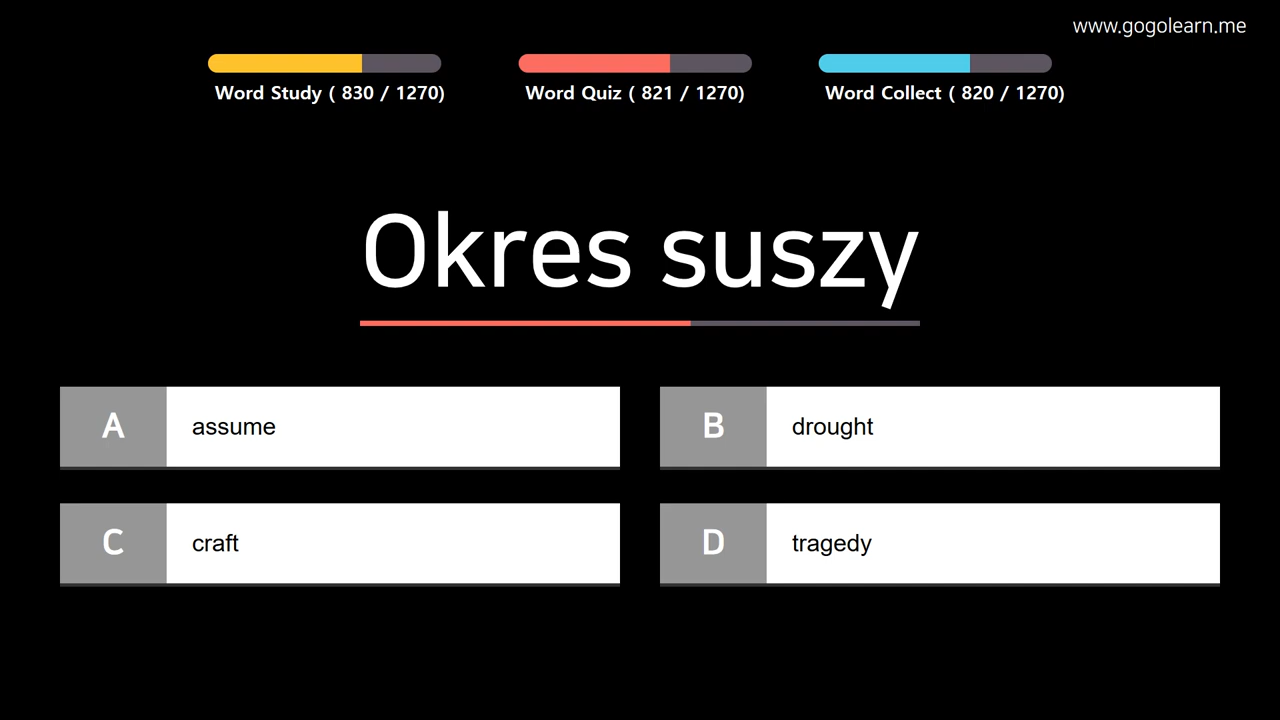 www.gogolearn.me
Word Study ( 830 / 1270)
Word Quiz ( 821 / 1270)
Word Collect ( 820 / 1270)
Okres suszy
A assume
B drought
C craft
D tragedy